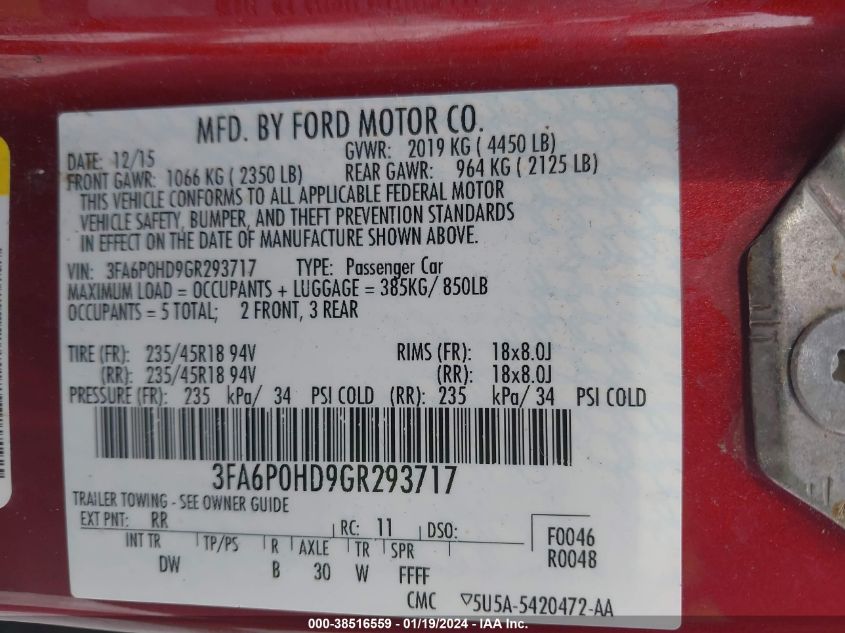 MFD. BY FORD MOTOR CO.
DATE: 12/15 GVWR: 2019 KG ( 4450 LB)
FRONT GAWR: 1066 KG ( 2350 LB) REAR GAWR: 964 KG ( 2125 LB)
THIS VEHICLE CONFORMS TO ALL APPLICABLE FEDERAL MOTOR
VEHICLE SAFETY, BUMPER, AND THEFT PREVENTION STANDARDS
IN EFFECT ON THE DATE OF MANUFACTURE SHOWN ABOVE.
VIN: 3FA6P0HD9GR293717 TYPE: Passenger Car
MAXIMUM LOAD = OCCUPANTS + LUGGAGE = 385KG/ 850LB
OCCUPANTS = 5 TOTAL; 2 FRONT, 3 REAR
TIRE (FR): 235/45R18 94V RIMS (FR): 18x8.0J
(RR): 235/45R18 94V (RR): 18x8.0J
PRESSURE (FR): 235 kPa/ 34 PSI COLD (RR): 235 kPa/ 34 PSI COLD
3FA6P0HD9GR293717
TRAILER TOWING - SEE OWNER GUIDE
EXT PNT: RR RC: 11 DSO: F0046
INT TR TP/PS R AXLE TR SPR R0048
DW B 30 W FFFF
CMC ▽5U5A-5420472-AA
000-38516559 - 01/19/2024 - IAA Inc.